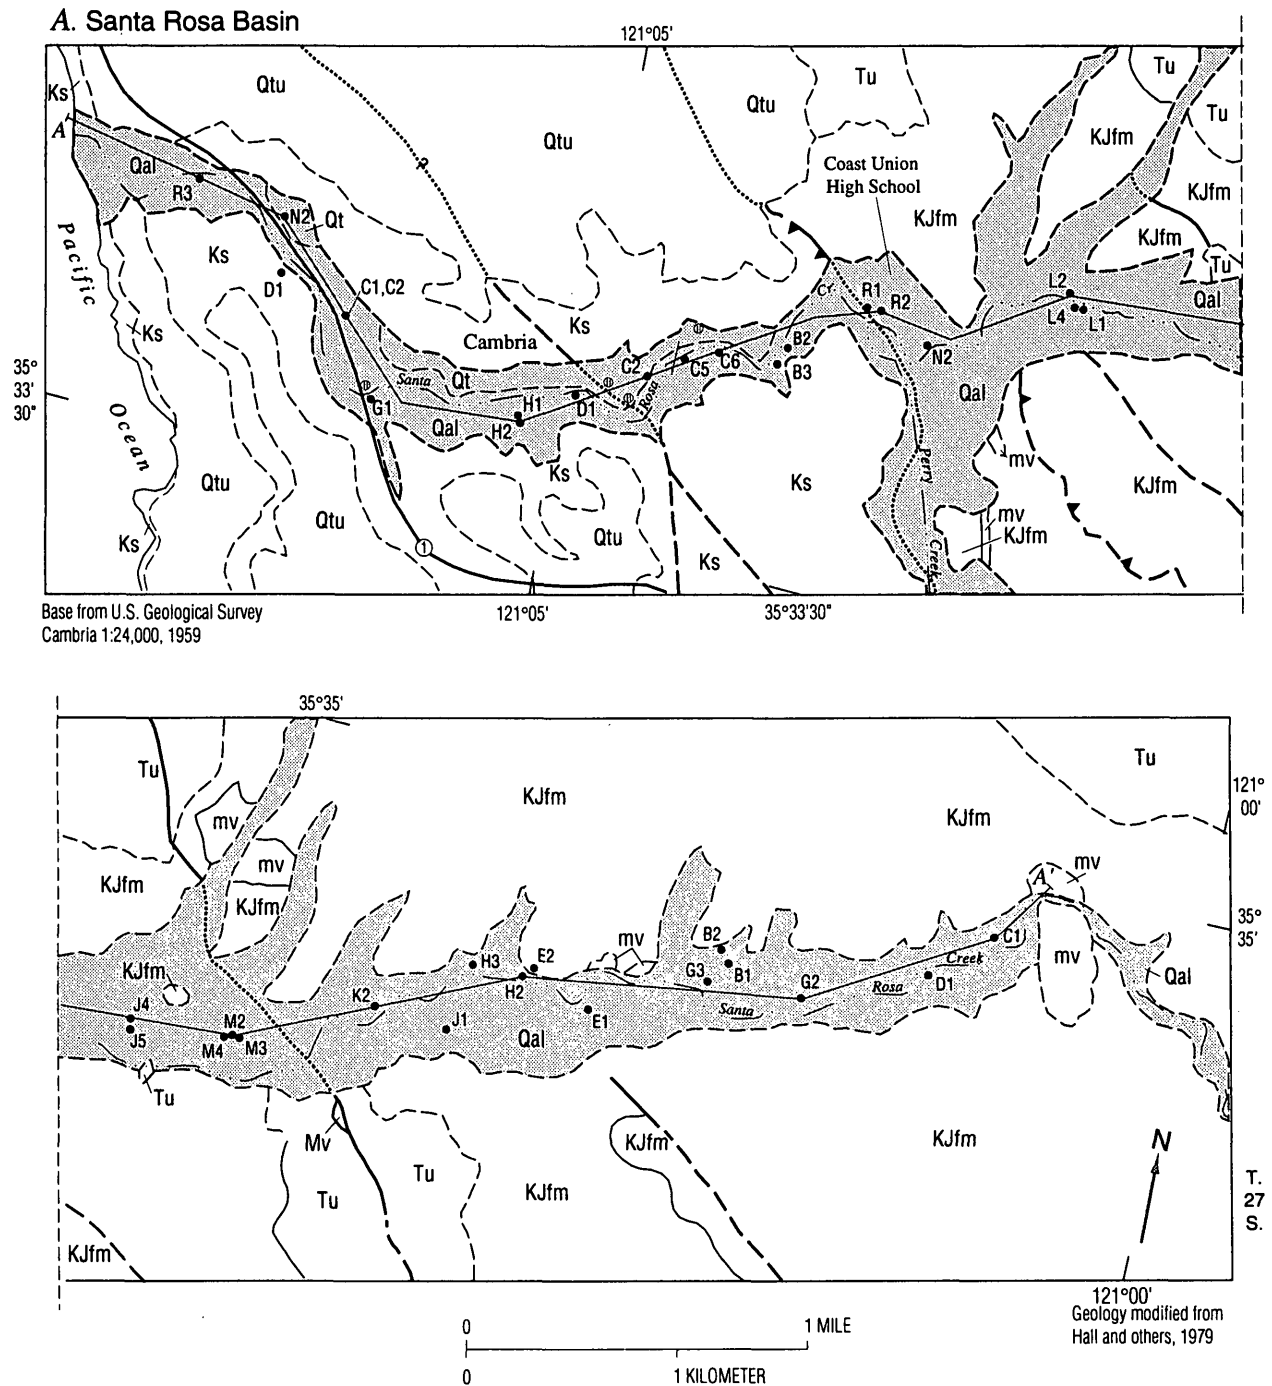 A. Santa Rosa Basin
121°05'
Ks
Qtu
Qtu
Qtu
Tu
Tu
Tu
KJfm
KJfm
KJfm
KJfm
Tu
A
Qal
R3
N2
Qt
Ks
D1
C1,C2
Coast Union
High School
Pacific
Ocean
Ks
Cambria
Ks
Cr
R1
R2
L2
L4
L1
Qal
35°
33'
30"
Qt
Santa
Rosa
C2
C5
C6
B2
B3
N2
G1
Qal
H1
H2
D1
Qal
Ks
Perry
Creek
mv
mv
KJfm
KJfm
Qtu
Qtu
Qtu
Ks
Ks
Ks
1
Base from U.S. Geological Survey
Cambria 1:24,000, 1959
121°05'
35°33'30"
35°35'
Tu
mv
mv
KJfm
KJfm
KJfm
KJfm
Tu
121°
00'
35°
35'
A'
mv
mv
KJfm
J4
J5
M2
M4
M3
K2
H3
E2
H2
J1
E1
mv
B2
B1
G3
G2
Santa
Rosa
Creek
C1
D1
Qal
Qal
Tu
Mv
Tu
Tu
KJfm
KJfm
KJfm
KJfm
N
T.
27
S.
121°00'
Geology modified from
Hall and others, 1979
0 1 MILE
0 1 KILOMETER